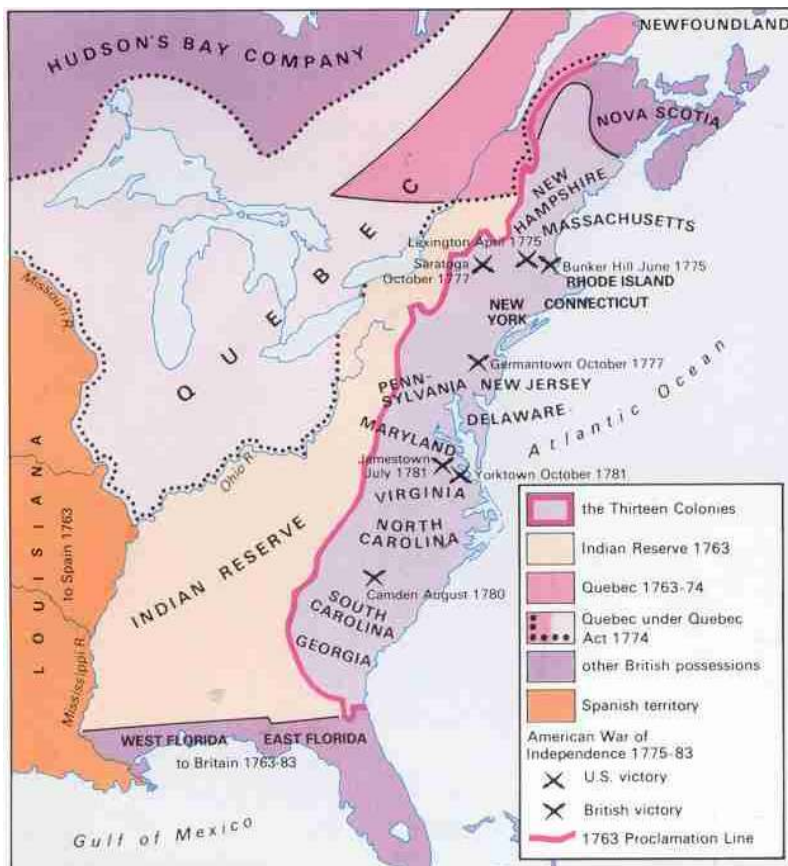 NEWFOUNDLAND
HUDSON'S BAY COMPANY
NOVA SCOTIA
QUEBEC
NEW
HAMPSHIRE
MASSACHUSETTS
Lexington April 1775
Saratoga
October 1777
Bunker Hill June 1775
RHODE ISLAND
NEW
YORK
CONNECTICUT
Missouri R.
Germantown October 1777
PENN-
SYLVANIA
NEW JERSEY
DELAWARE
Atlantic Ocean
MARYLAND
Ohio R.
Jamestown
July 1781
Yorktown October 1781
VIRGINIA
NORTH
CAROLINA
LOUISIANA
to Spain 1763
INDIAN RESERVE
Camden August 1780
SOUTH
CAROLINA
GEORGIA
Mississippi R.
WEST FLORIDA
EAST FLORIDA
to Britain 1763-83
Gulf of Mexico
the Thirteen Colonies
Indian Reserve 1763
Quebec 1763-74
Quebec under Quebec
Act 1774
other British possessions
Spanish territory
American War of
Independence 1775-83
U.S. victory
British victory
1763 Proclamation Line